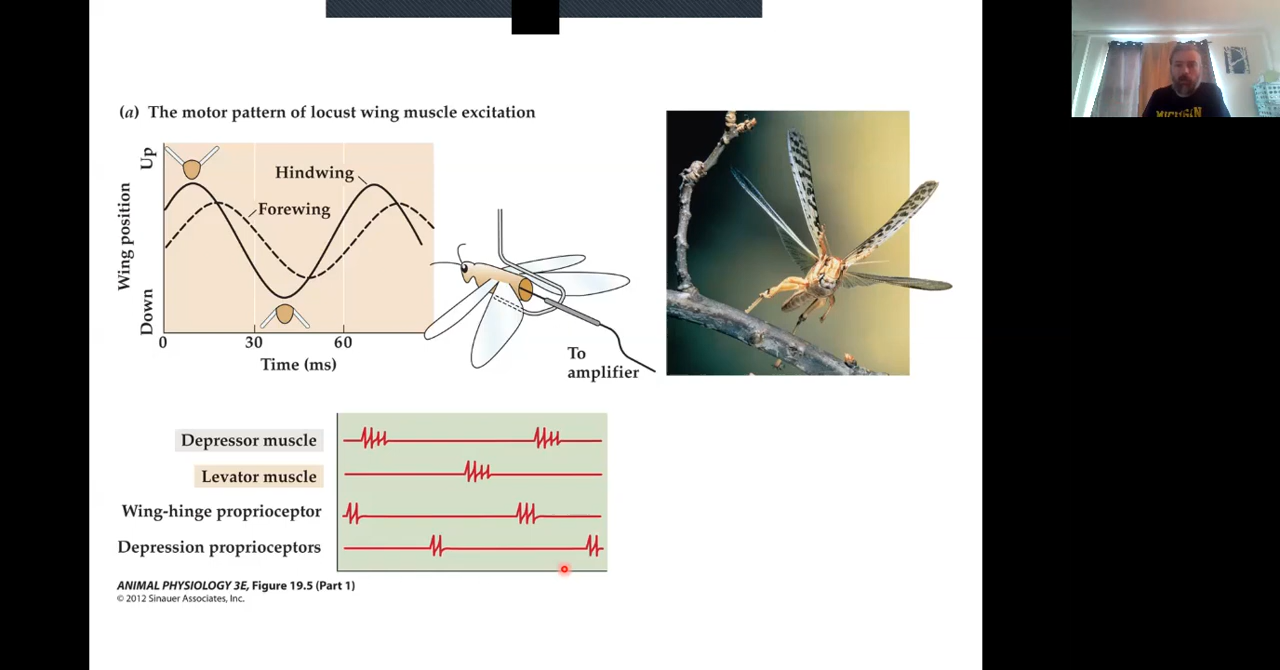 (a) The motor pattern of locust wing muscle excitation
Up
Wing position
Down
Hindwing
Forewing
0 30 60
Time (ms)
To
amplifier
Depressor muscle
Levator muscle
Wing-hinge proprioceptor
Depression proprioceptors
ANIMAL PHYSIOLOGY 3E, Figure 19.5 (Part 1)
© 2012 Sinauer Associates, Inc.
MICHIGAN